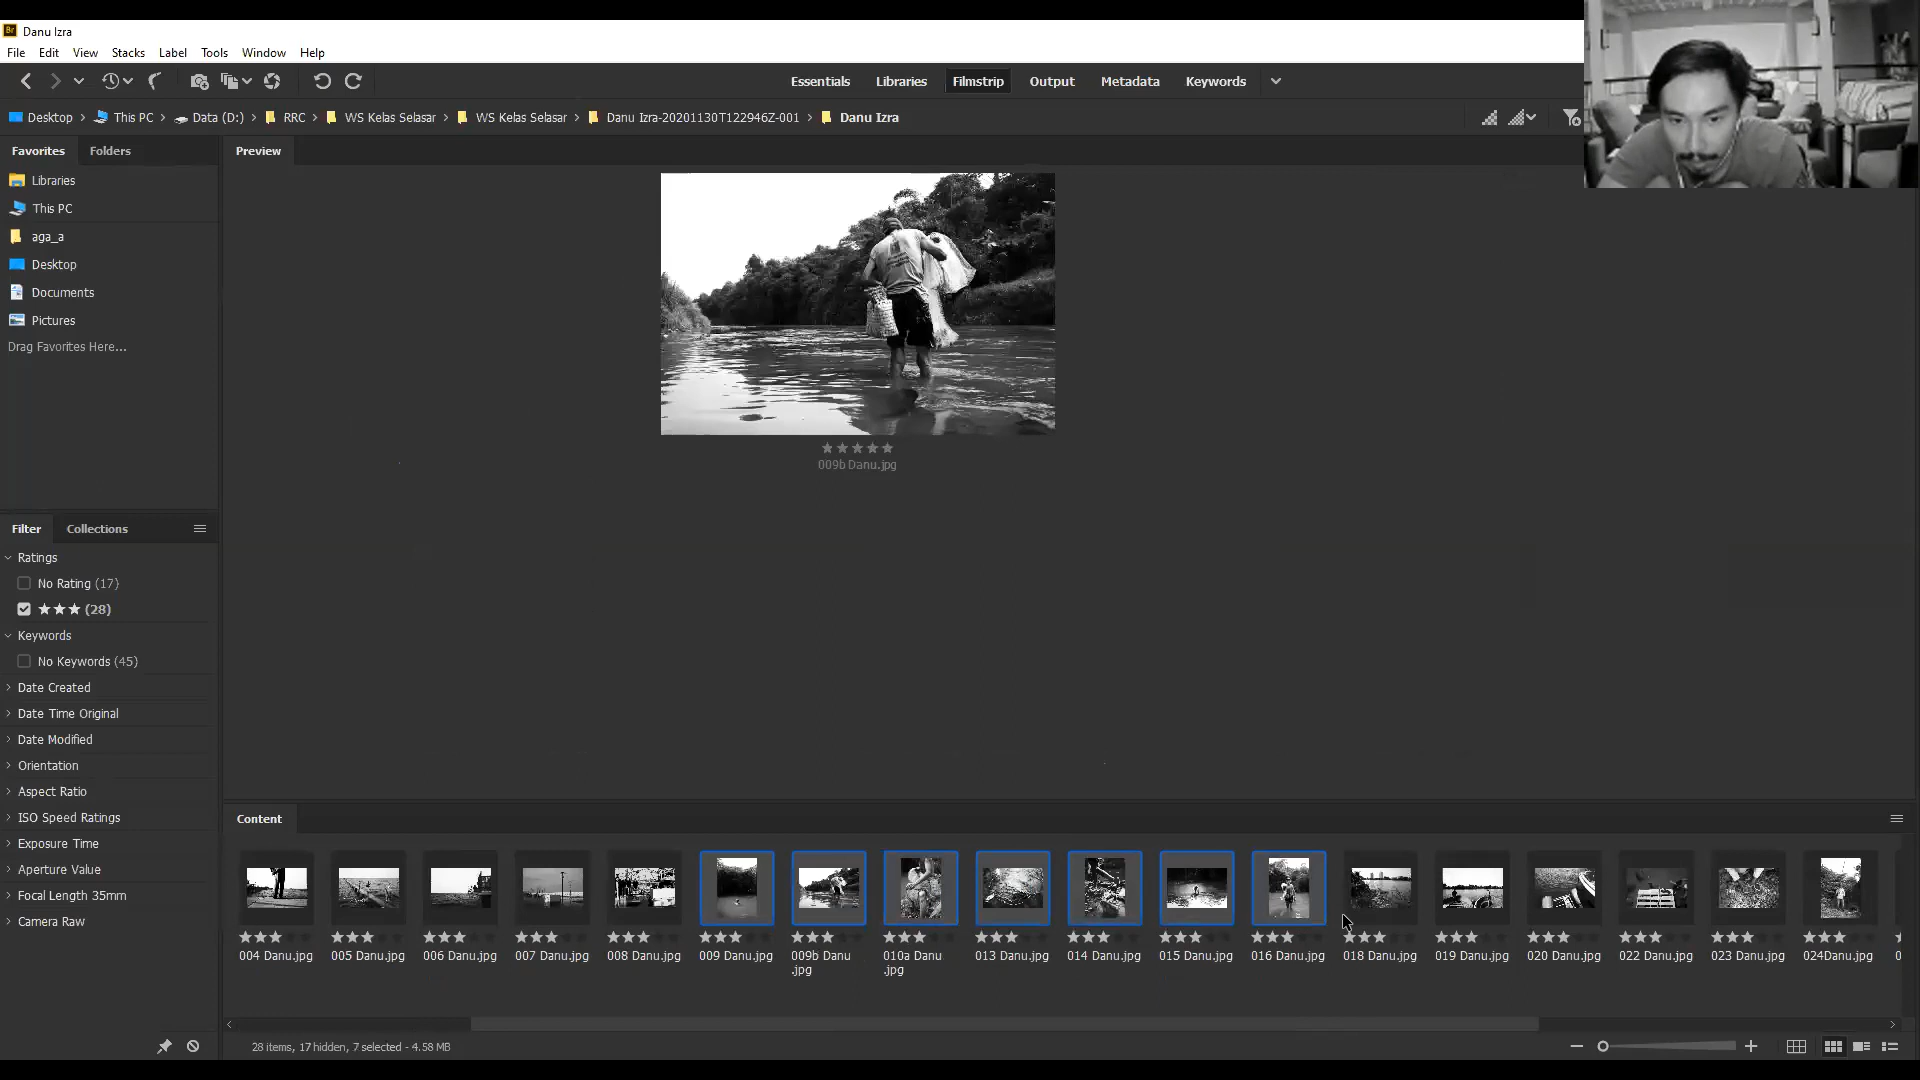 Br Danu Izra
File Edit View Stacks Label Tools Window Help
Essentials Libraries Filmstrip Output Metadata Keywords
Desktop This PC Data (D:) RRC WS Kelas Selasar WS Kelas Selasar Danu Izra-20201130T122946Z-001 Danu Izra
Favorites Folders
Libraries
This PC
aga_a
Desktop
Documents
Pictures
Drag Favorites Here...
Preview
009b Danu.jpg
Filter Collections
Ratings
No Rating (17)
★★★ (28)
Keywords
No Keywords (45)
Date Created
Date Time Original
Date Modified
Orientation
Aspect Ratio
ISO Speed Ratings
Exposure Time
Aperture Value
Focal Length 35mm
Camera Raw
Content
004 Danu.jpg 005 Danu.jpg 006 Danu.jpg 007 Danu.jpg 008 Danu.jpg 009 Danu.jpg 009b Danu 010a Danu 013 Danu.jpg 014 Danu.jpg 015 Danu.jpg 016 Danu.jpg 018 Danu.jpg 019 Danu.jpg 020 Danu.jpg 022 Danu.jpg 023 Danu.jpg 024Danu.jpg
.jpg .jpg
28 items, 17 hidden, 7 selected - 4.58 MB